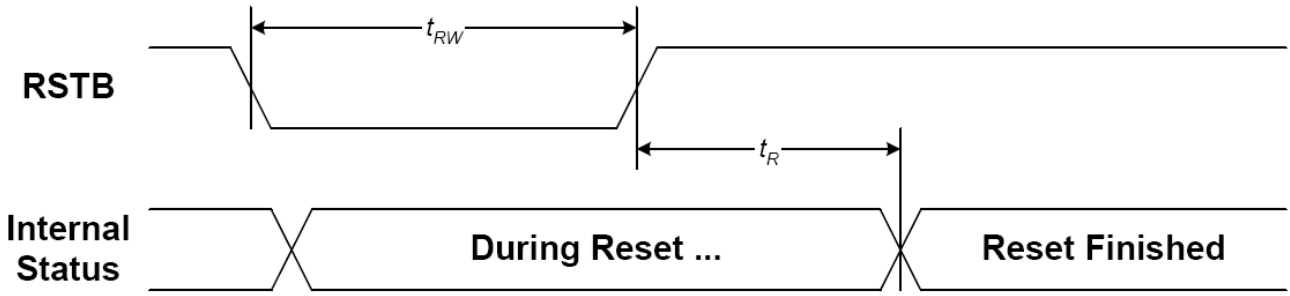 t_RW
RSTB
t_R
Internal
Status
During Reset ...
Reset Finished